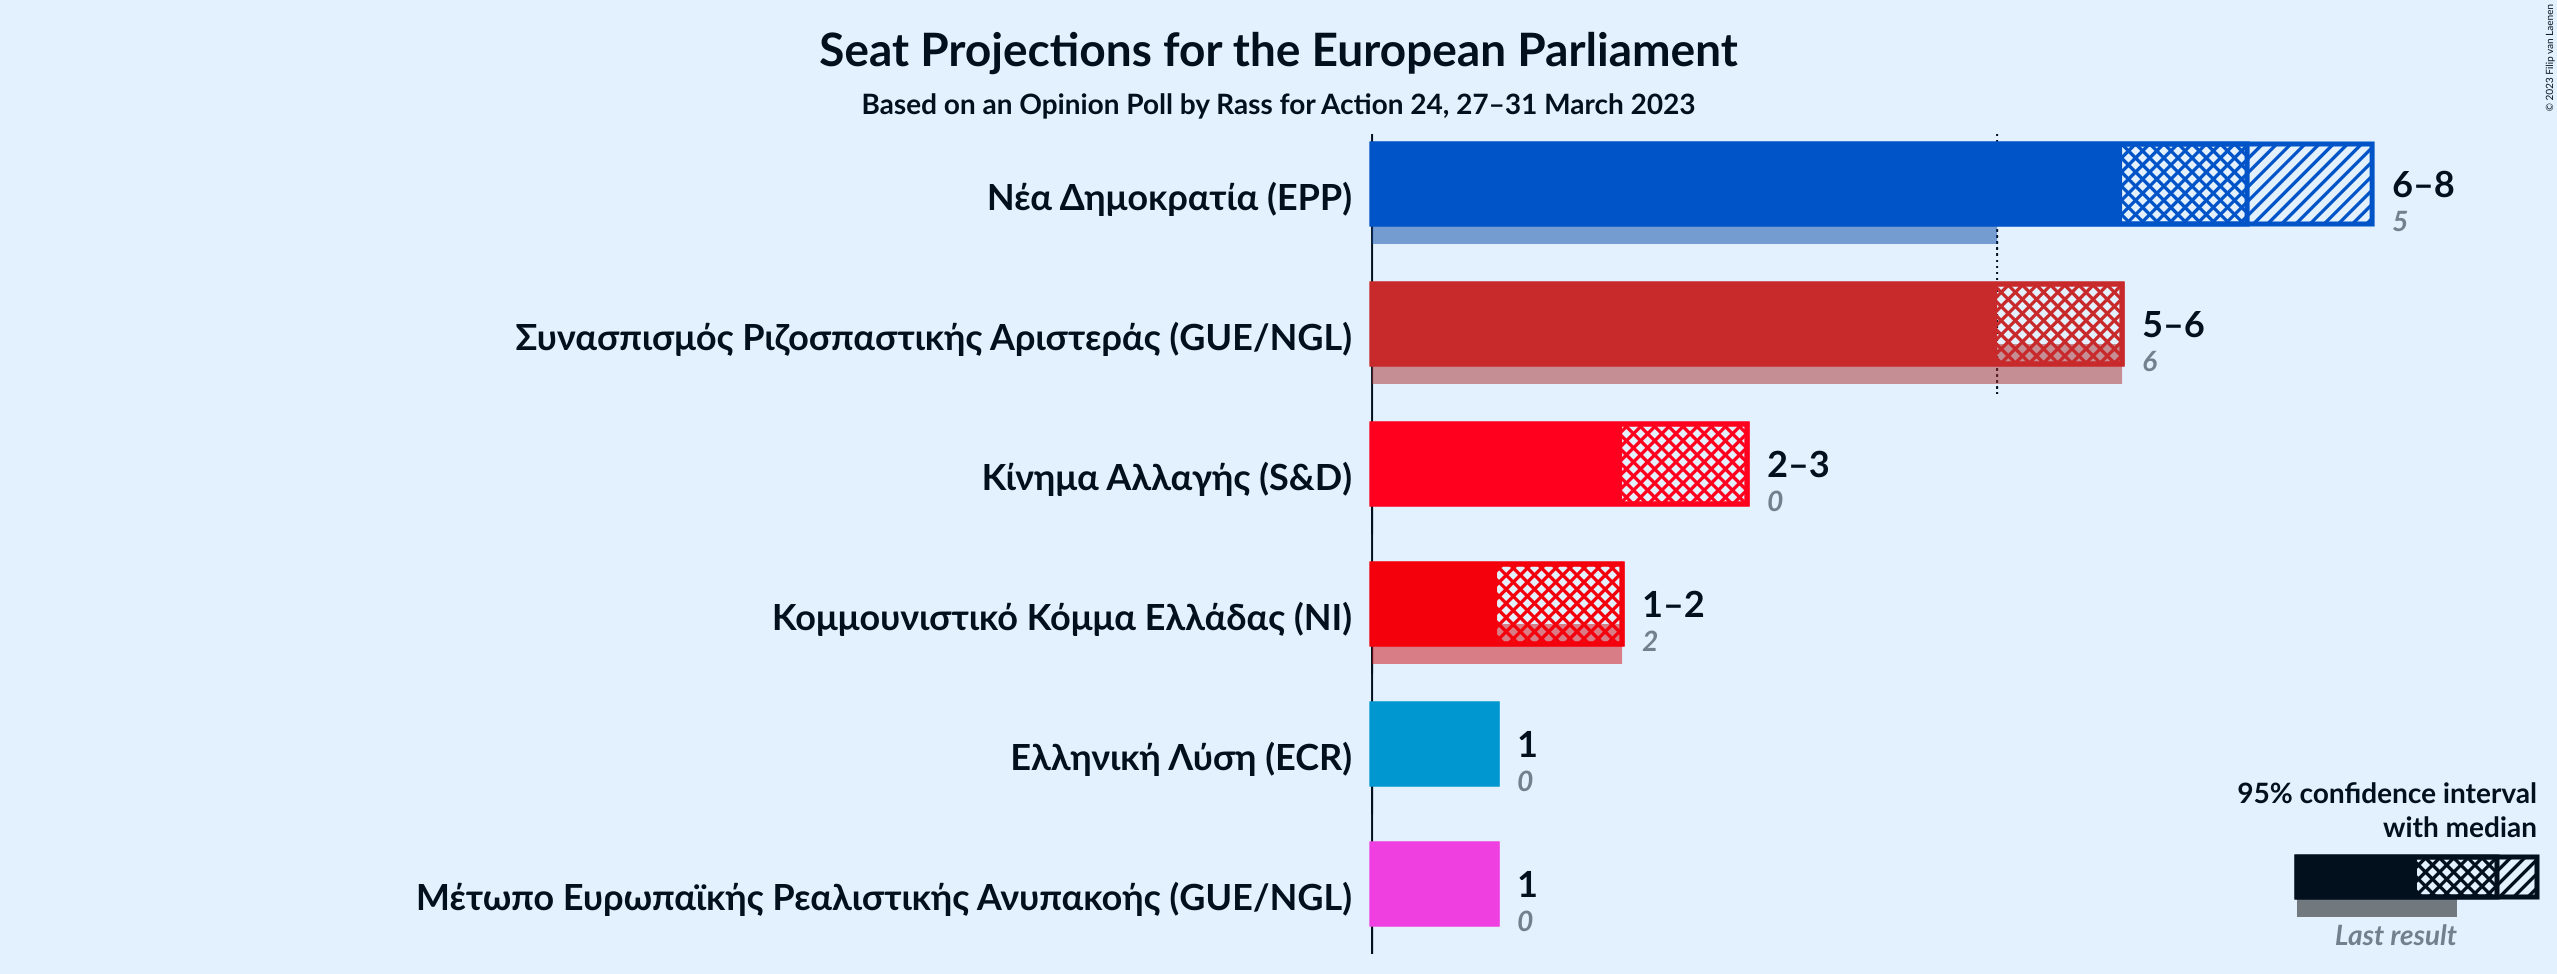 Seat Projections for the European Parliament
Based on an Opinion Poll by Rass for Action 24, 27–31 March 2023
© 2023 Filip van Laenen
Νέα Δημοκρατία (EPP)
6–8
5
Συνασπισμός Ριζοσπαστικής Αριστεράς (GUE/NGL)
5–6
6
Κίνημα Αλλαγής (S&D)
2–3
0
Κομμουνιστικό Κόμμα Ελλάδας (NI)
1–2
2
Ελληνική Λύση (ECR)
1
0
Μέτωπο Ευρωπαϊκής Ρεαλιστικής Ανυπακοής (GUE/NGL)
1
0
95% confidence interval
with median
Last result